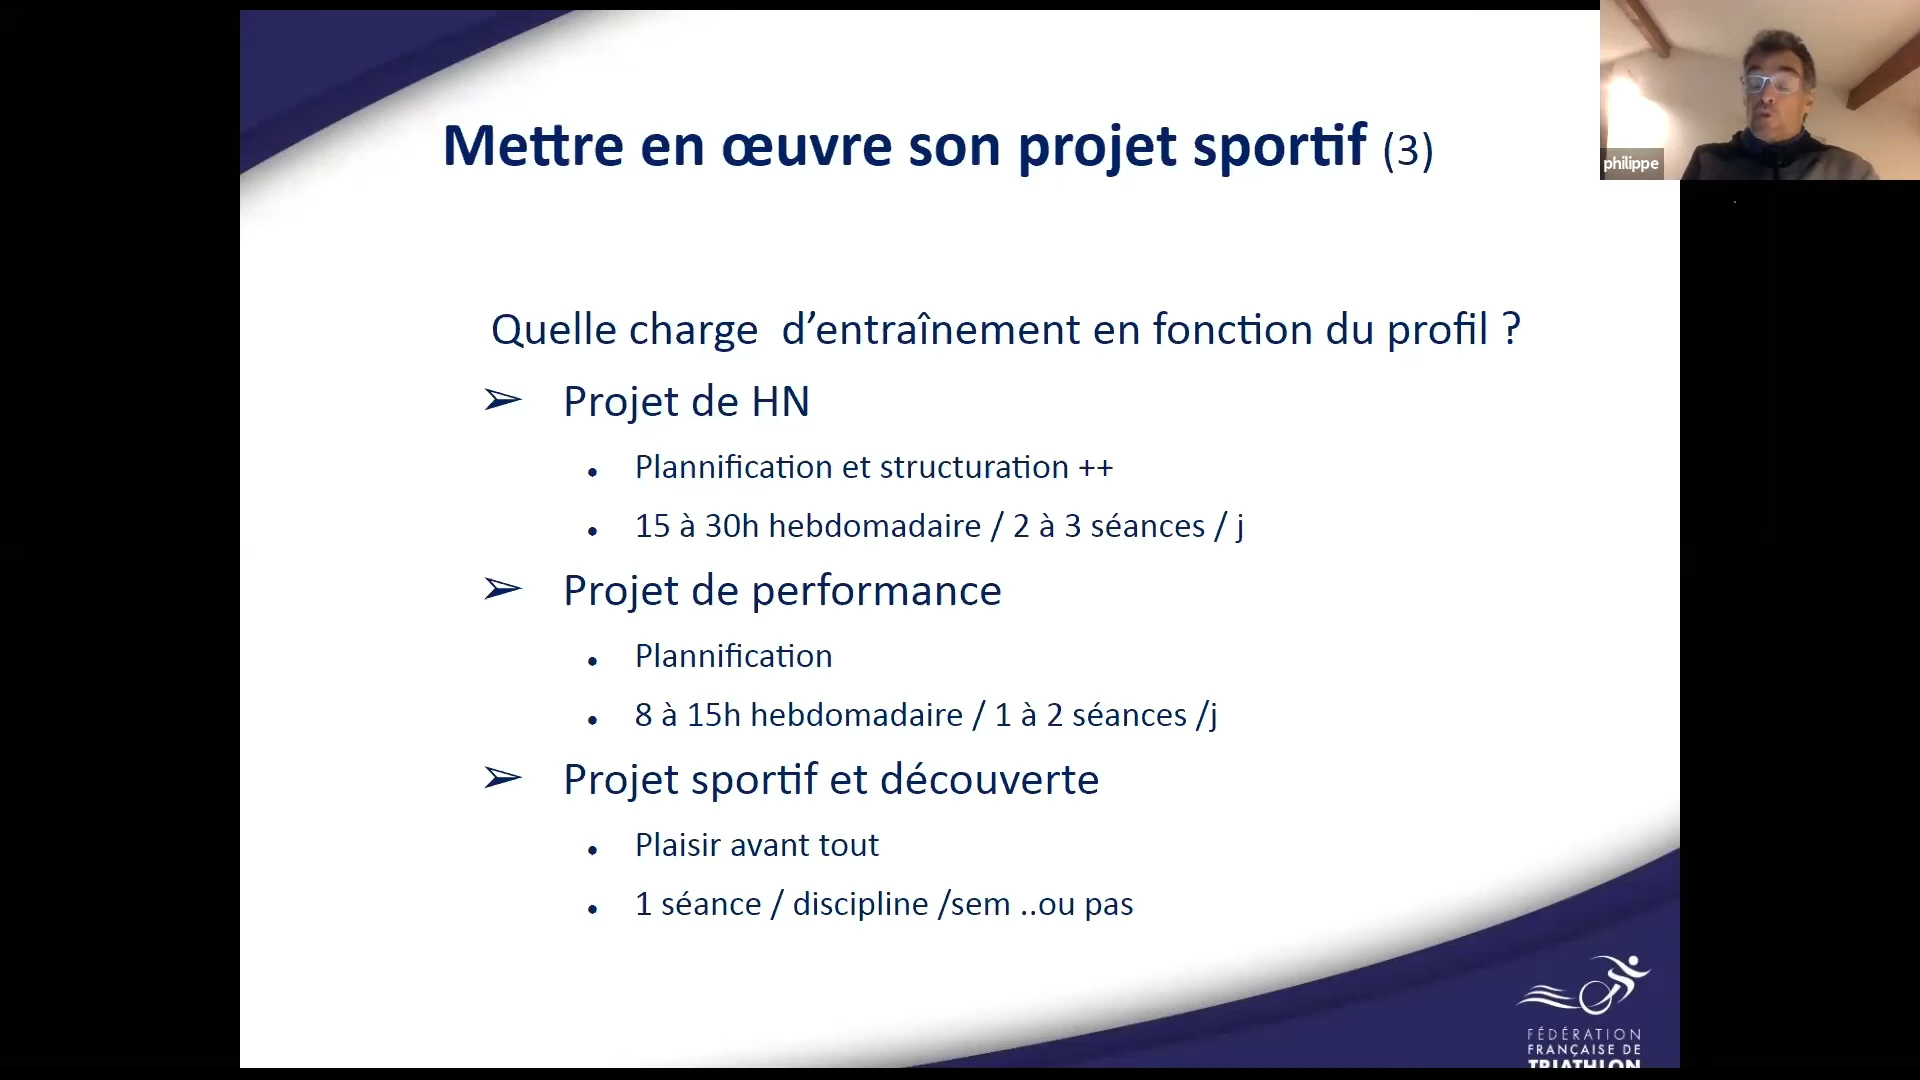 Mettre en œuvre son projet sportif (3)
philippe
Quelle charge d’entraînement en fonction du profil ?
➢ Projet de HN
• Plannification et structuration ++
• 15 à 30h hebdomadaire / 2 à 3 séances / j
➢ Projet de performance
• Plannification
• 8 à 15h hebdomadaire / 1 à 2 séances /j
➢ Projet sportif et découverte
• Plaisir avant tout
• 1 séance / discipline /sem ..ou pas
FÉDÉRATION
FRANÇAISE DE
TRIATHLON